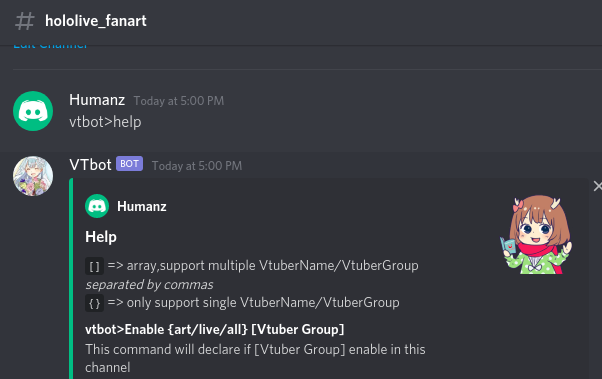 # hololive_fanart
Edit Channel
Humanz Today at 5:00 PM
vtbot>help
VTbot BOT Today at 5:00 PM
Humanz
Help
[] => array,support multiple VtuberName/VtuberGroup
separated by commas
{} => only support single VtuberName/VtuberGroup
vtbot>Enable {art/live/all} [Vtuber Group]
This command will declare if [Vtuber Group] enable in this
channel